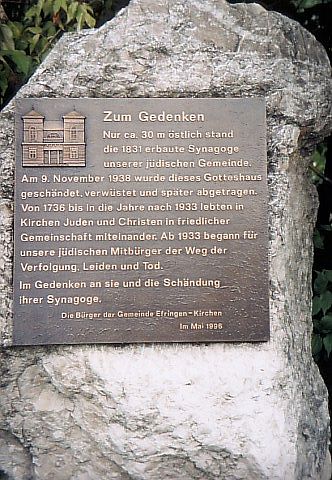 Zum Gedenken
Nur ca. 30 m östlich stand
die 1831 erbaute Synagoge
unserer jüdischen Gemeinde.
Am 9. November 1938 wurde dieses Gotteshaus
geschändet, verwüstet und später abgetragen.
Von 1736 bis in die Jahre nach 1933 lebten in
Kirchen Juden und Christen in friedlicher
Gemeinschaft miteinander. Ab 1933 begann für
unsere jüdischen Mitbürger der Weg der
Verfolgung, Leiden und Tod.
Im Gedenken an sie und die Schändung
ihrer Synagoge.
Die Bürger der Gemeinde Efringen-Kirchen
Im Mai 1996